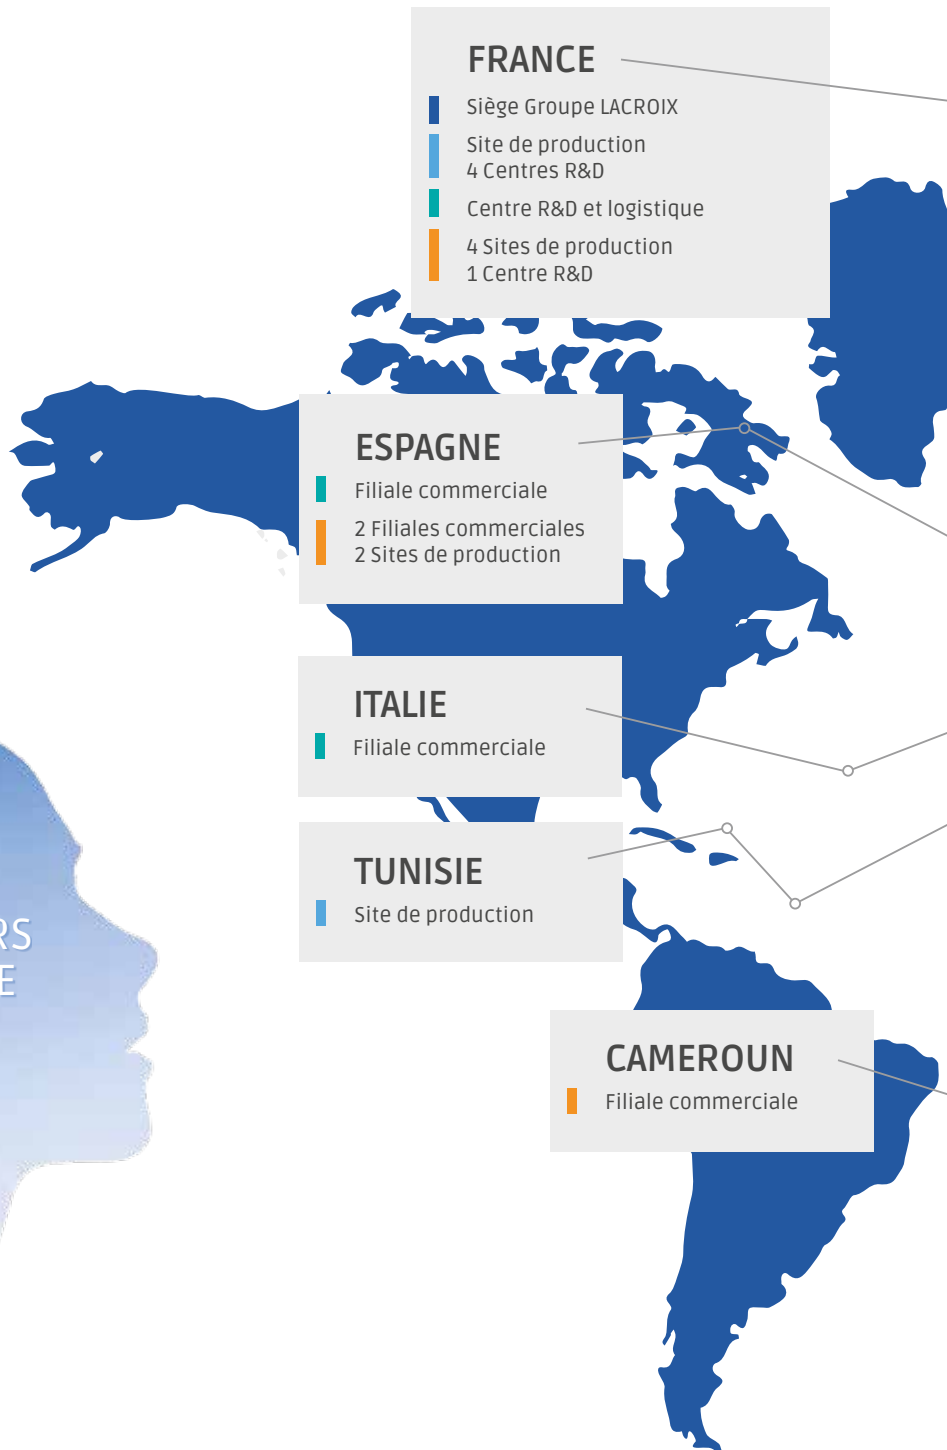 FRANCE
Siège Groupe LACROIX
Site de production
4 Centres R&D
Centre R&D et logistique
4 Sites de production
1 Centre R&D
ESPAGNE
Filiale commerciale
2 Filiales commerciales
2 Sites de production
ITALIE
Filiale commerciale
TUNISIE
Site de production
RS
E
CAMEROUN
Filiale commerciale